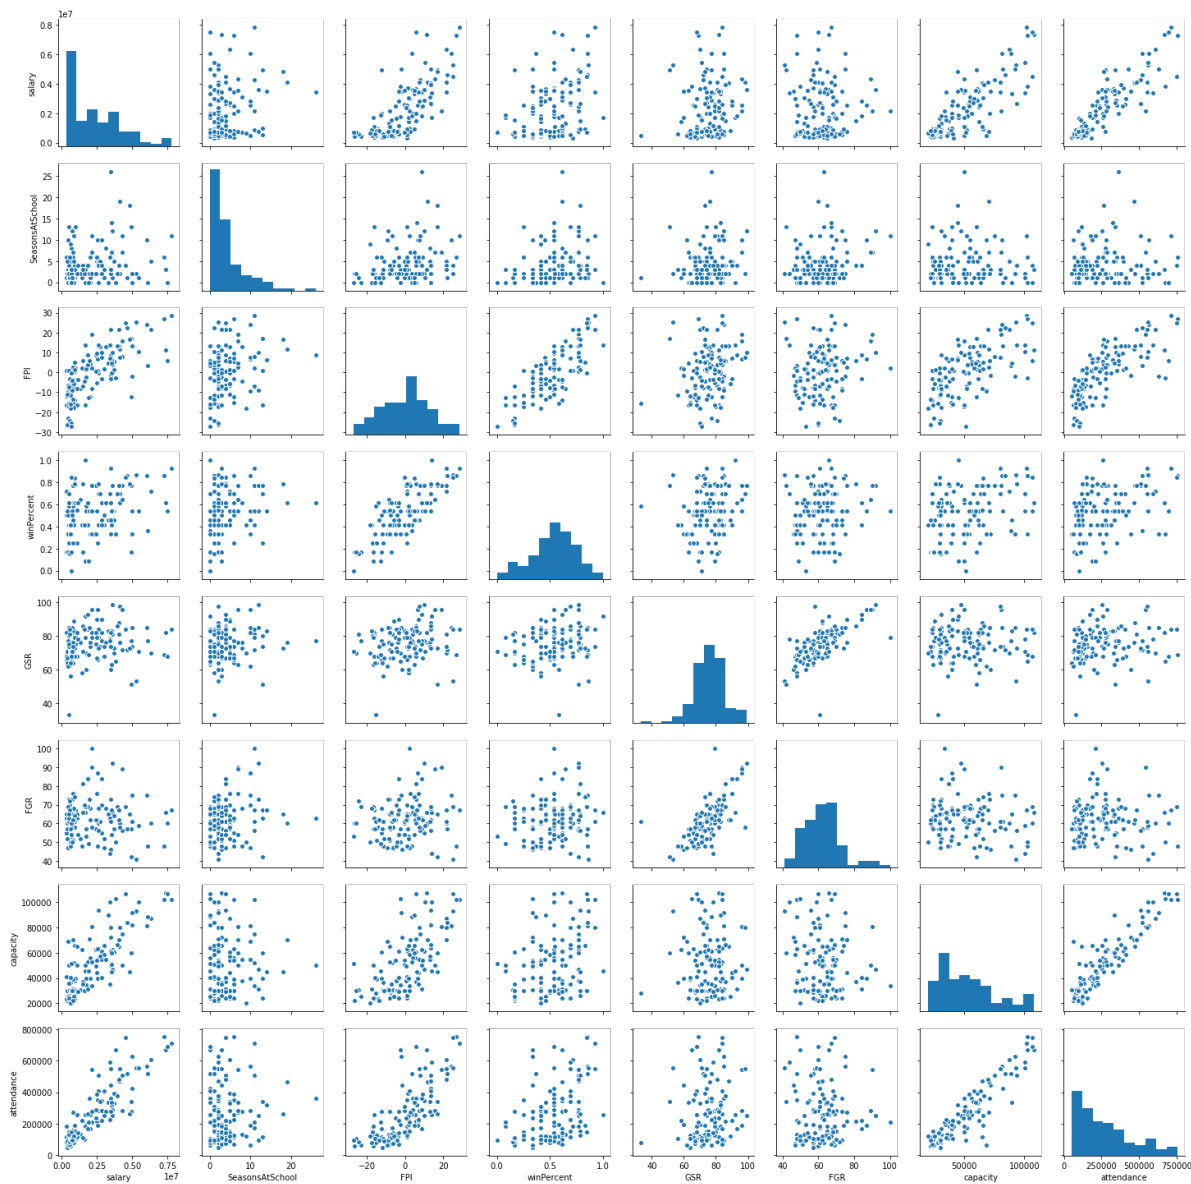 1e7
0.8
0.6
0.4
0.2
0.0
salary
25
20
15
10
5
0
SeasonsAtSchool
30
20
10
0
−10
−20
−30
FPI
1.0
0.8
0.6
0.4
0.2
0.0
winPercent
100
80
60
40
GSR
100
90
80
70
60
50
40
FGR
100000
80000
60000
40000
20000
capacity
800000
600000
400000
200000
0
attendance
0.00 0.25 0.50 0.75
1e7
salary
0 10 20
SeasonsAtSchool
−20 0 20
FPI
0.0 0.5 1.0
winPercent
40 60 80 100
GSR
40 60 80 100
FGR
50000 100000
capacity
0 250000 500000 750000
attendance